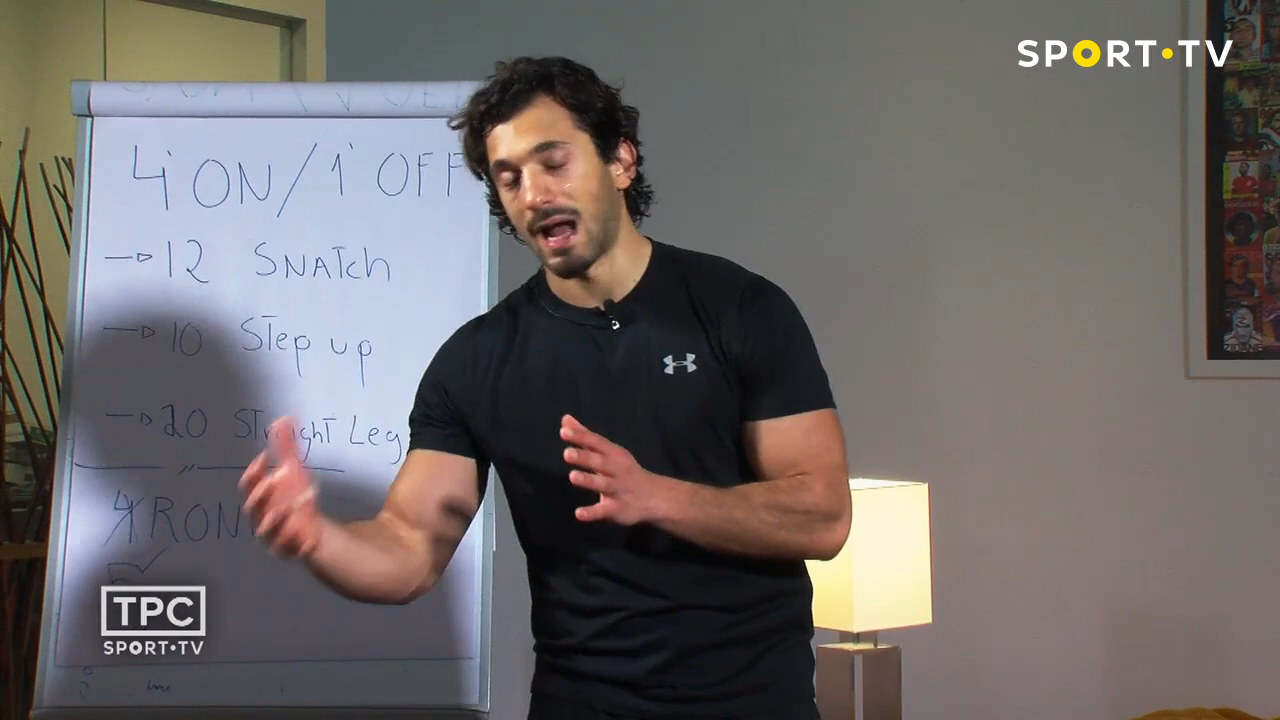 SPORT•TV
4' ON / 1' OFF
→ 12 SNATch
→ 10 STep up
→ 20 STraighT Leg
TPC
SPORT•TV